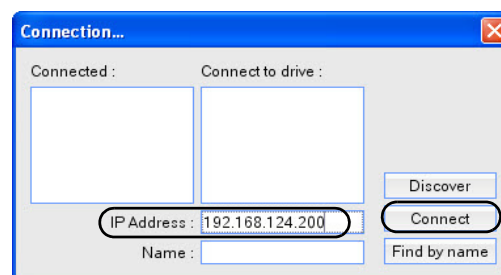 Connection...
Connected :
Connect to drive :
Discover
IP Address : 192.168.124.200
Connect
Name :
Find by name